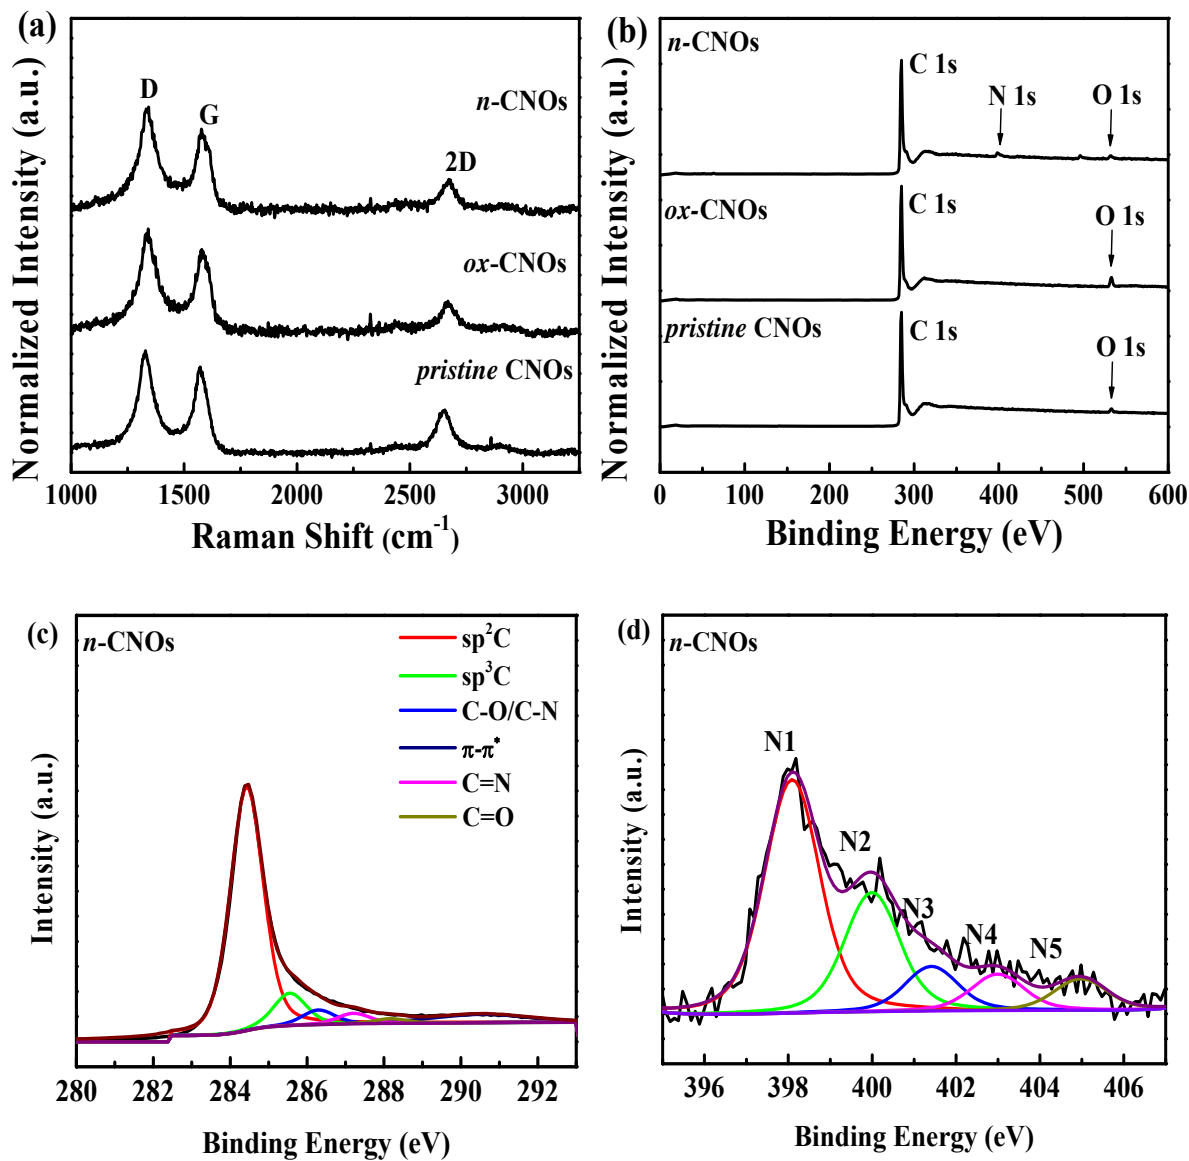 (a)
D
G
n-CNOs
2D
ox-CNOs
pristine CNOs
Normalized Intensity (a.u.)
1000 1500 2000 2500 3000
Raman Shift (cm⁻¹)
(b)
n-CNOs
C 1s
N 1s
O 1s
ox-CNOs
C 1s
O 1s
pristine CNOs
C 1s
O 1s
Normalized Intensity (a.u.)
0 100 200 300 400 500 600
Binding Energy (eV)
(c)
n-CNOs
sp²C
sp³C
C-O/C-N
π-π*
C=N
C=O
Intensity (a.u.)
280 282 284 286 288 290 292
Binding Energy (eV)
(d)
n-CNOs
N1
N2
N3
N4
N5
Intensity (a.u.)
396 398 400 402 404 406
Binding Energy (eV)